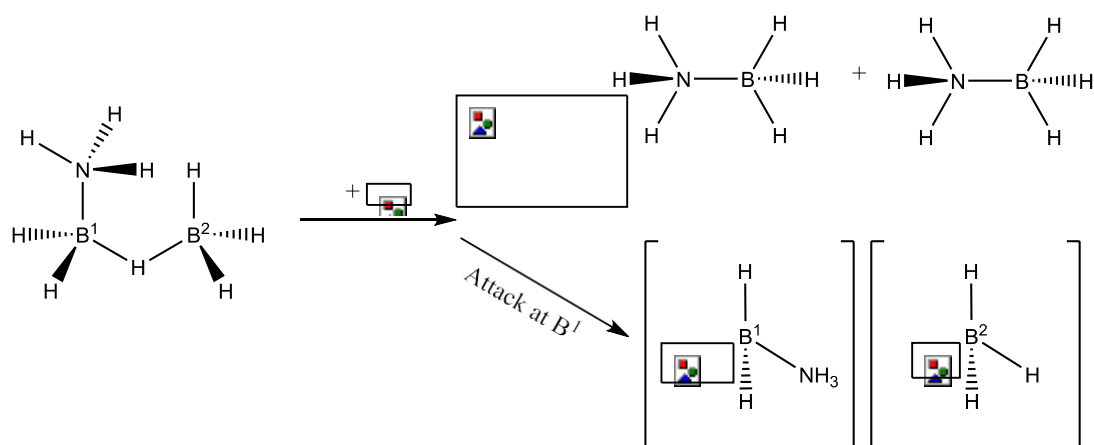 H H H H
H N B H + H N B H
H H H H
H
H
N H H
+
H B1 B2 H
H
H H
Attack at B1
H H
B1 B2
NH3 H
H H